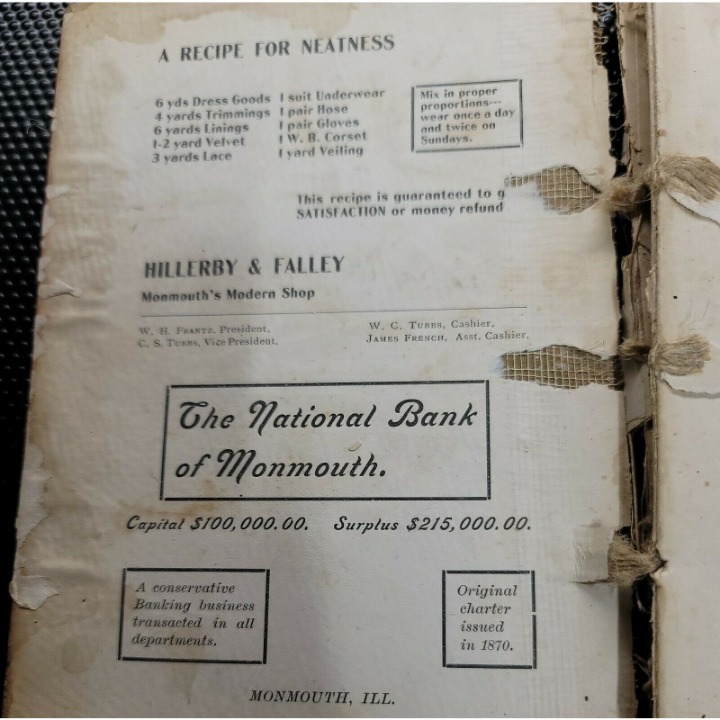 A RECIPE FOR NEATNESS
6 yds Dress Goods 1 suit Underwear
4 yards Trimmings 1 pair Hose
6 yards Linings 1 pair Gloves
1-2 yard Velvet 1 W. B. Corset
3 yards Lace 1 yard Veiling
Mix in proper
proportions---
wear once a day
and twice on
Sundays.
This recipe is guaranteed to g
SATISFACTION or money refund
HILLERBY & FALLEY
Monmouth's Modern Shop
W. H. FRANTZ, President, W. C. TUBBS, Cashier,
C. S. TUBBS, Vice President, JAMES FRENCH, Asst. Cashier.
The National Bank
of Monmouth.
Capital $100,000.00. Surplus $215,000.00.
A conservative
Banking business
transacted in all
departments.
Original
charter
issued
in 1870.
MONMOUTH, ILL.